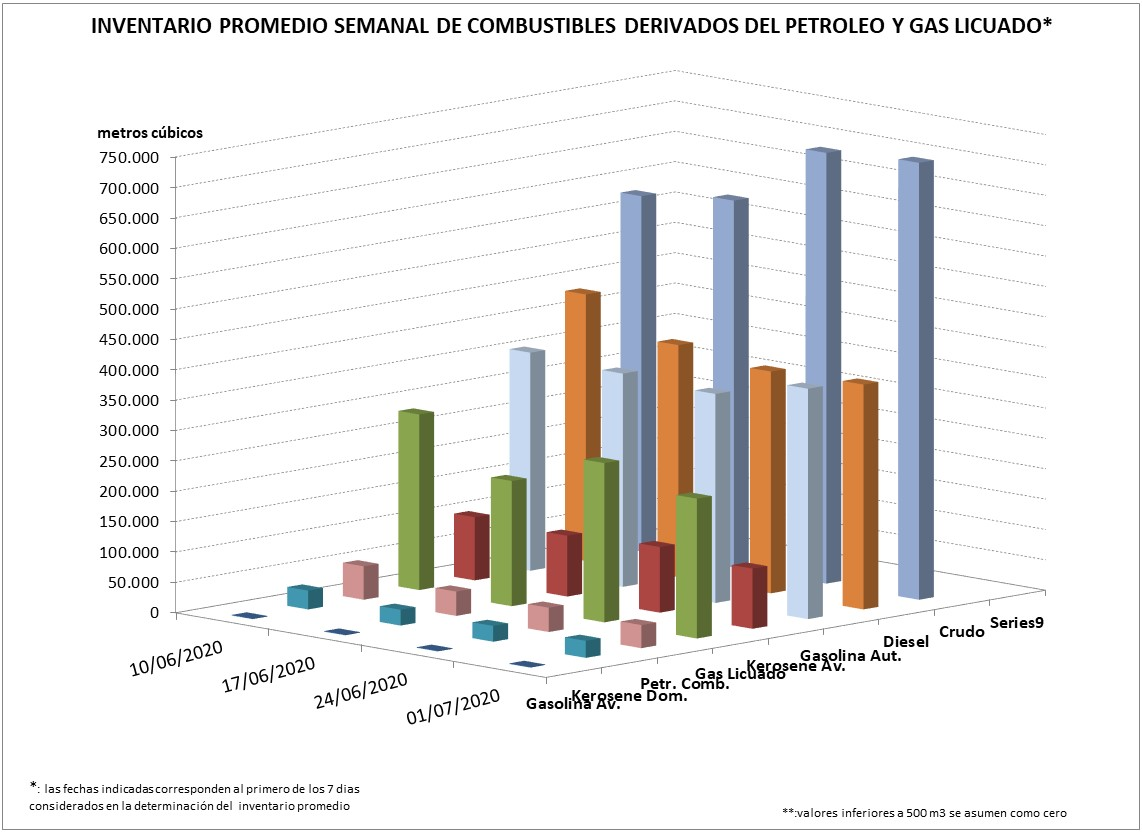 INVENTARIO PROMEDIO SEMANAL DE COMBUSTIBLES DERIVADOS DEL PETROLEO Y GAS LICUADO*
metros cúbicos
750.000
700.000
650.000
600.000
550.000
500.000
450.000
400.000
350.000
300.000
250.000
200.000
150.000
100.000
50.000
0
10/06/2020
17/06/2020
24/06/2020
01/07/2020
Gasolina Av.
Kerosene Dom.
Petr. Comb.
Gas Licuado
Kerosene Av.
Gasolina Aut.
Diesel
Crudo
Series9
*: las fechas indicadas corresponden al primero de los 7 dias
considerados en la determinación del inventario promedio
**:valores inferiores a 500 m3 se asumen como cero